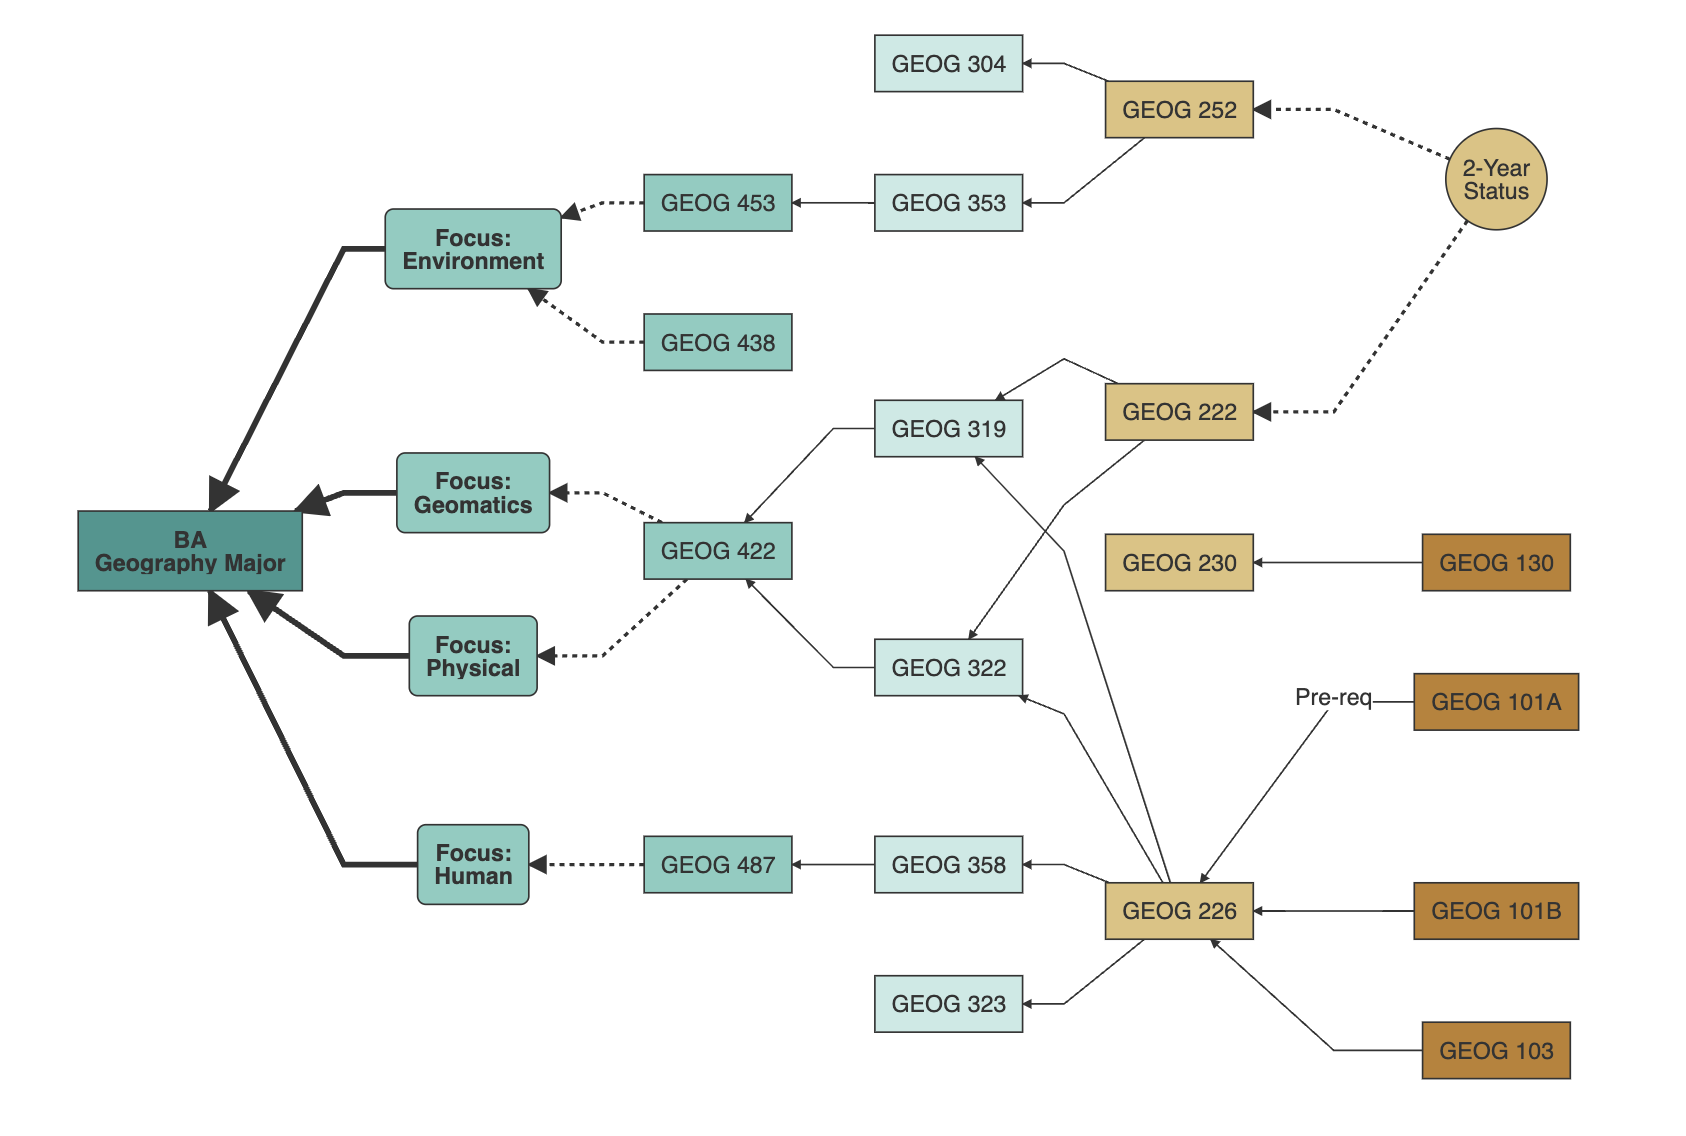 GEOG 304
GEOG 252
2-Year
Status
GEOG 453
GEOG 353
Focus:
Environment
GEOG 438
GEOG 319
GEOG 222
Focus:
Geomatics
BA
Geography Major
GEOG 422
GEOG 230
GEOG 130
Focus:
Physical
GEOG 322
Pre-req
GEOG 101A
Focus:
Human
GEOG 487
GEOG 358
GEOG 226
GEOG 101B
GEOG 323
GEOG 103